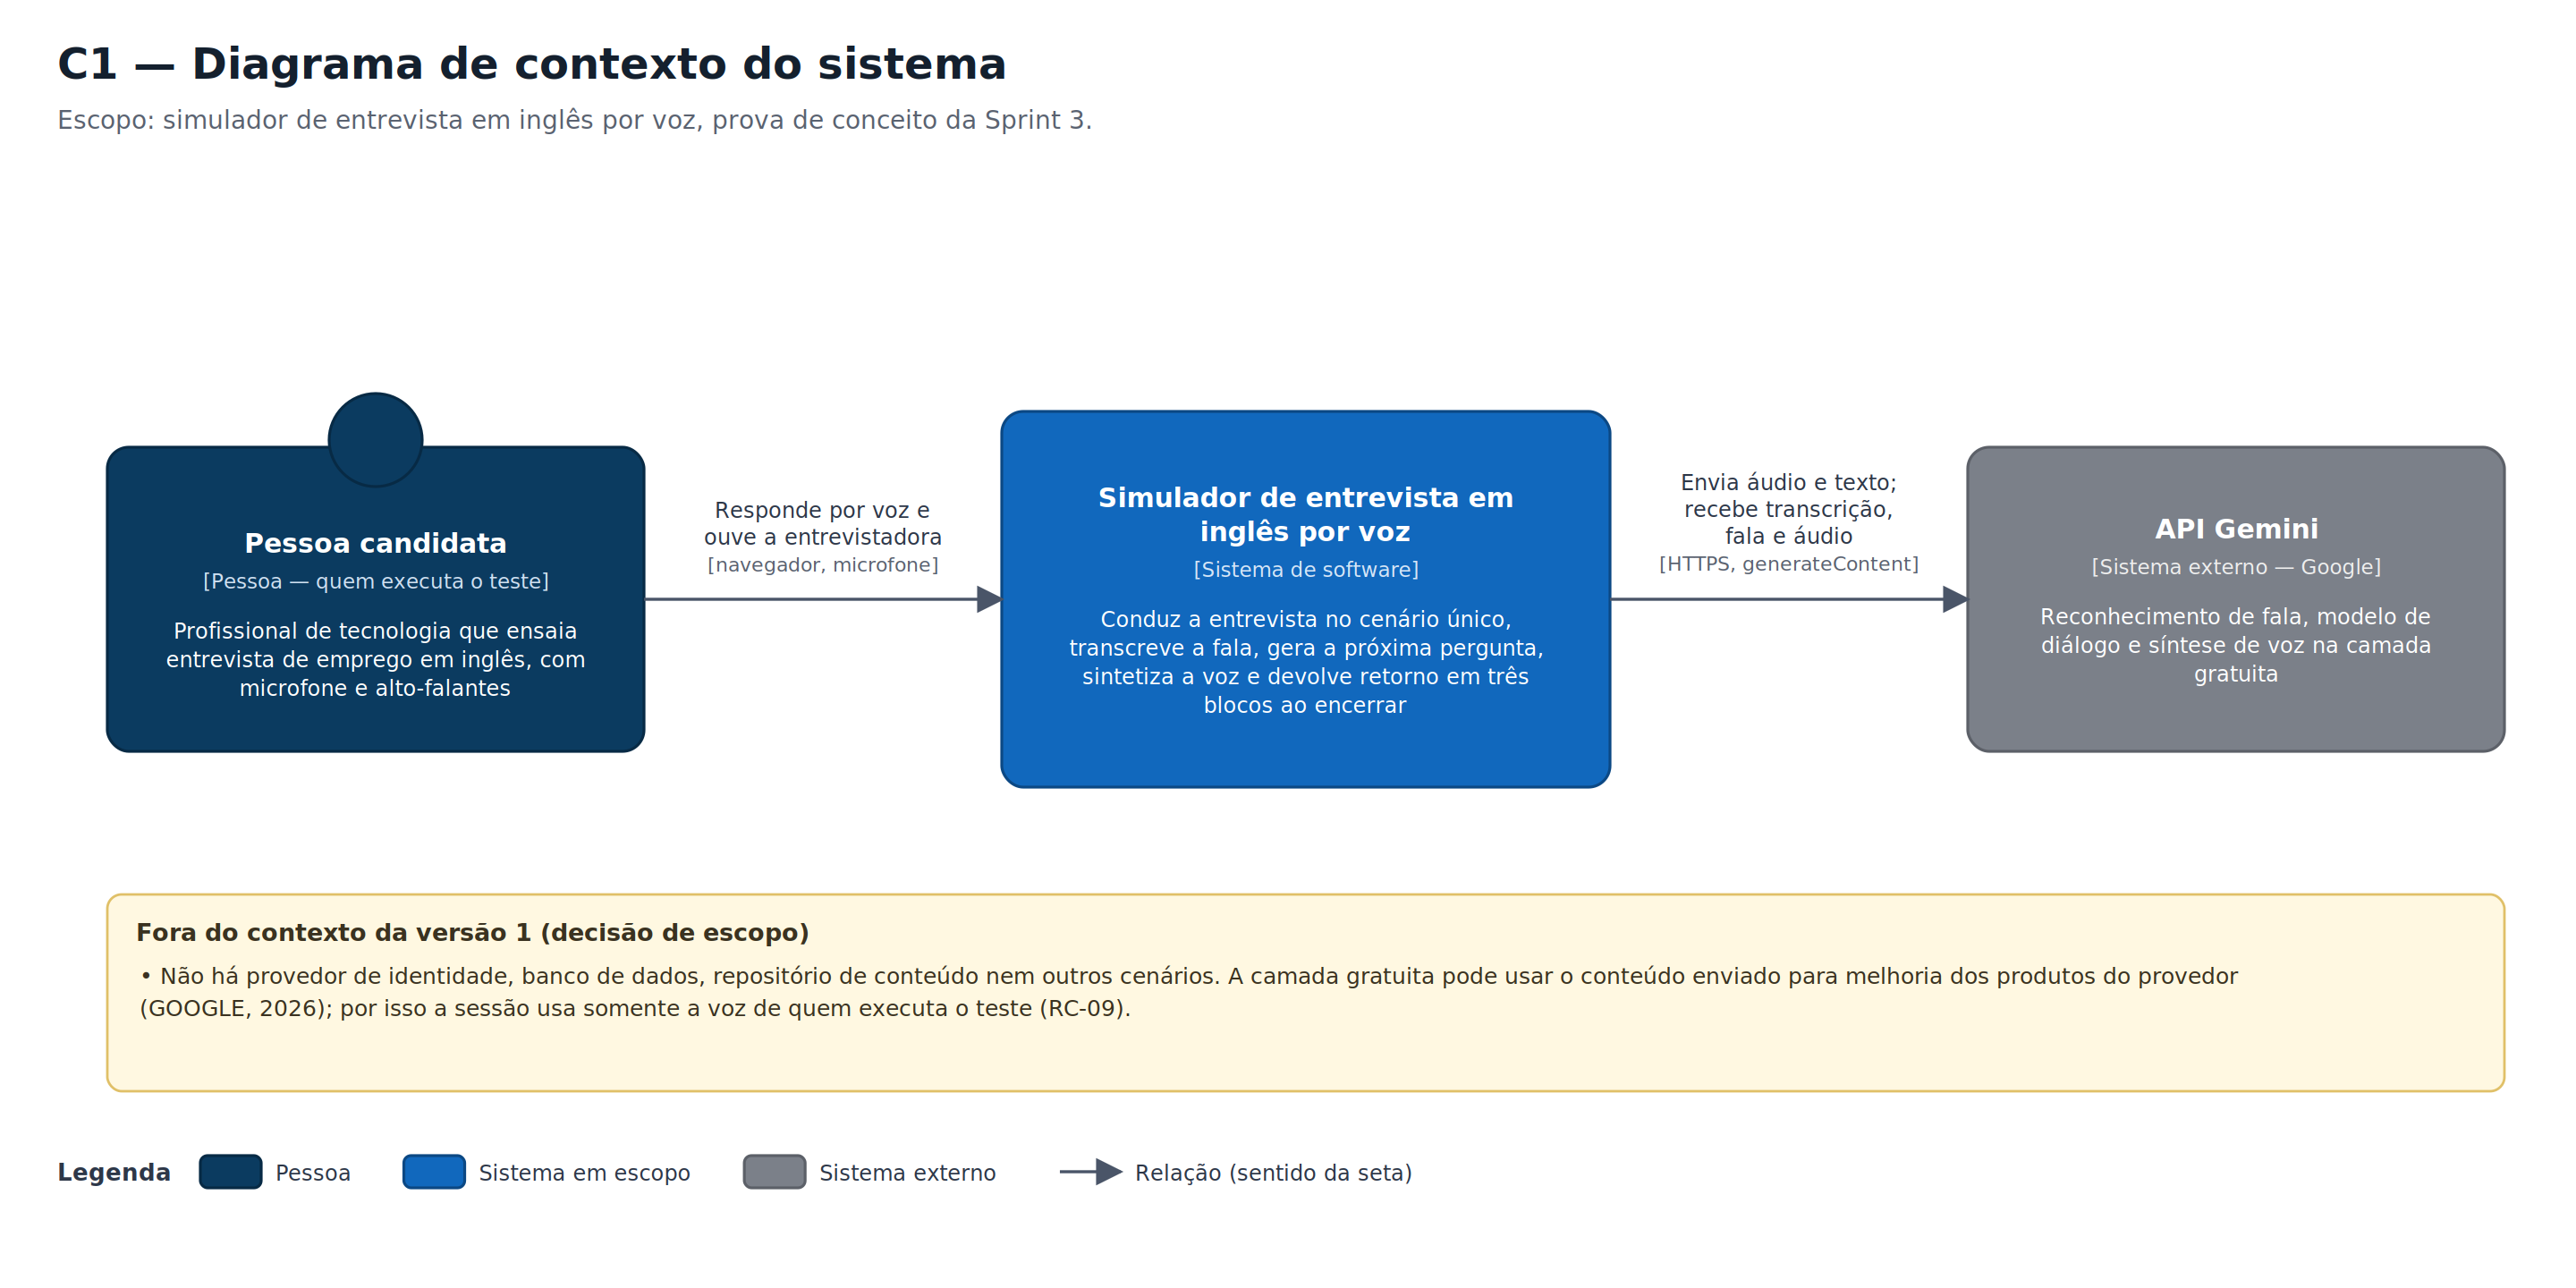 C1 — Diagrama de contexto do sistema
Escopo: simulador de entrevista em inglês por voz, prova de conceito da Sprint 3.
Pessoa candidata
[Pessoa — quem executa o teste]
Profissional de tecnologia que ensaia
entrevista de emprego em inglês, com
microfone e alto-falantes
Responde por voz e
ouve a entrevistadora
[navegador, microfone]
Simulador de entrevista em
inglês por voz
[Sistema de software]
Conduz a entrevista no cenário único,
transcreve a fala, gera a próxima pergunta,
sintetiza a voz e devolve retorno em três
blocos ao encerrar
Envia áudio e texto;
recebe transcrição,
fala e áudio
[HTTPS, generateContent]
API Gemini
[Sistema externo — Google]
Reconhecimento de fala, modelo de
diálogo e síntese de voz na camada
gratuita
Fora do contexto da versão 1 (decisão de escopo)
• Não há provedor de identidade, banco de dados, repositório de conteúdo nem outros cenários. A camada gratuita pode usar o conteúdo enviado para melhoria dos produtos do provedor
(GOOGLE, 2026); por isso a sessão usa somente a voz de quem executa o teste (RC-09).
Legenda
Pessoa
Sistema em escopo
Sistema externo
Relação (sentido da seta)